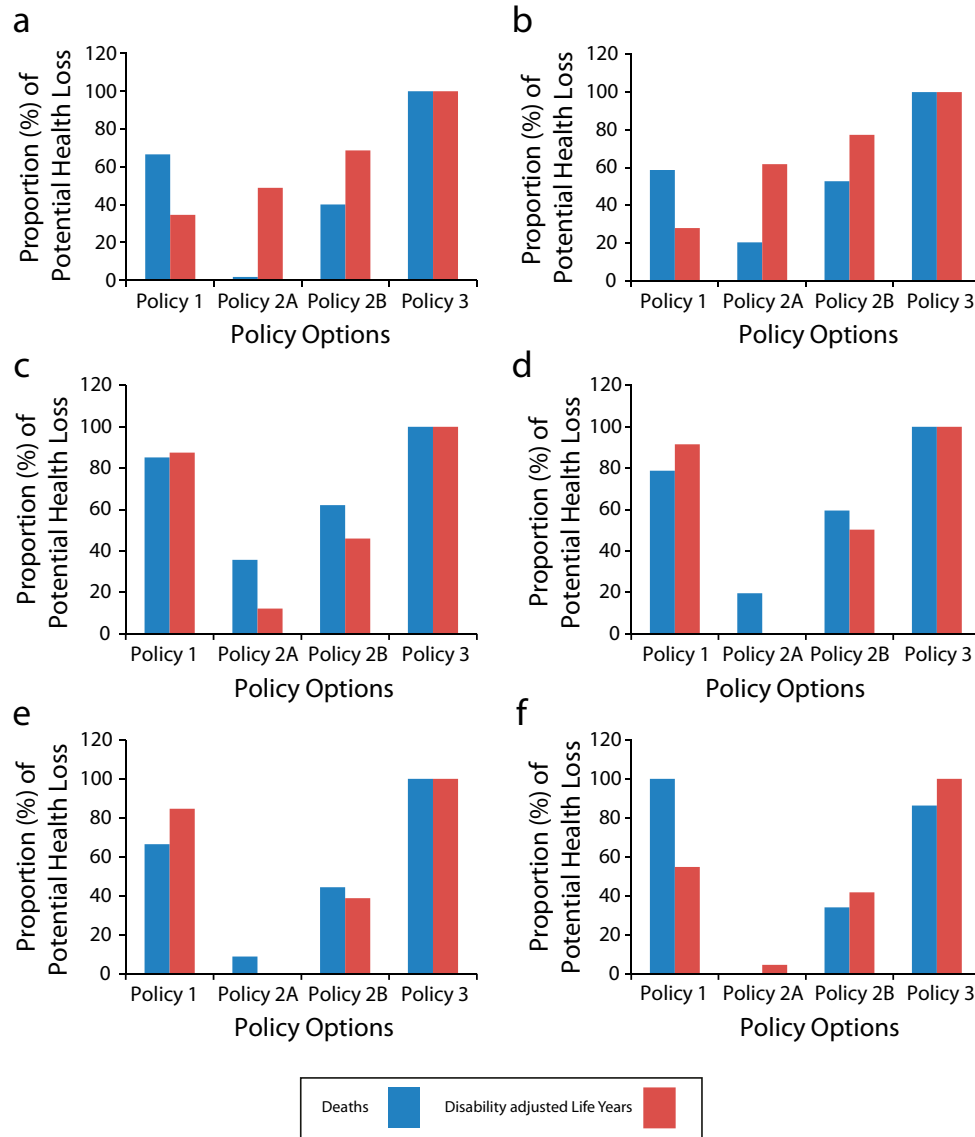 a
Proportion (%) of
Potential Health Loss
120
100
80
60
40
20
0
Policy 1 Policy 2A Policy 2B Policy 3
Policy Options
b
Proportion (%) of
Potential Health Loss
120
100
80
60
40
20
0
Policy 1 Policy 2A Policy 2B Policy 3
Policy Options
c
Proportion (%) of
Potential Health Loss
120
100
80
60
40
20
0
Policy 1 Policy 2A Policy 2B Policy 3
Policy Options
d
Proportion (%) of
Potential Health Loss
120
100
80
60
40
20
0
Policy 1 Policy 2A Policy 2B Policy 3
Policy Options
e
Proportion (%) of
Potential Health Loss
120
100
80
60
40
20
0
Policy 1 Policy 2A Policy 2B Policy 3
Policy Options
f
Proportion (%) of
Potential Health Loss
120
100
80
60
40
20
0
Policy 1 Policy 2A Policy 2B Policy 3
Policy Options
Deaths Disability adjusted Life Years